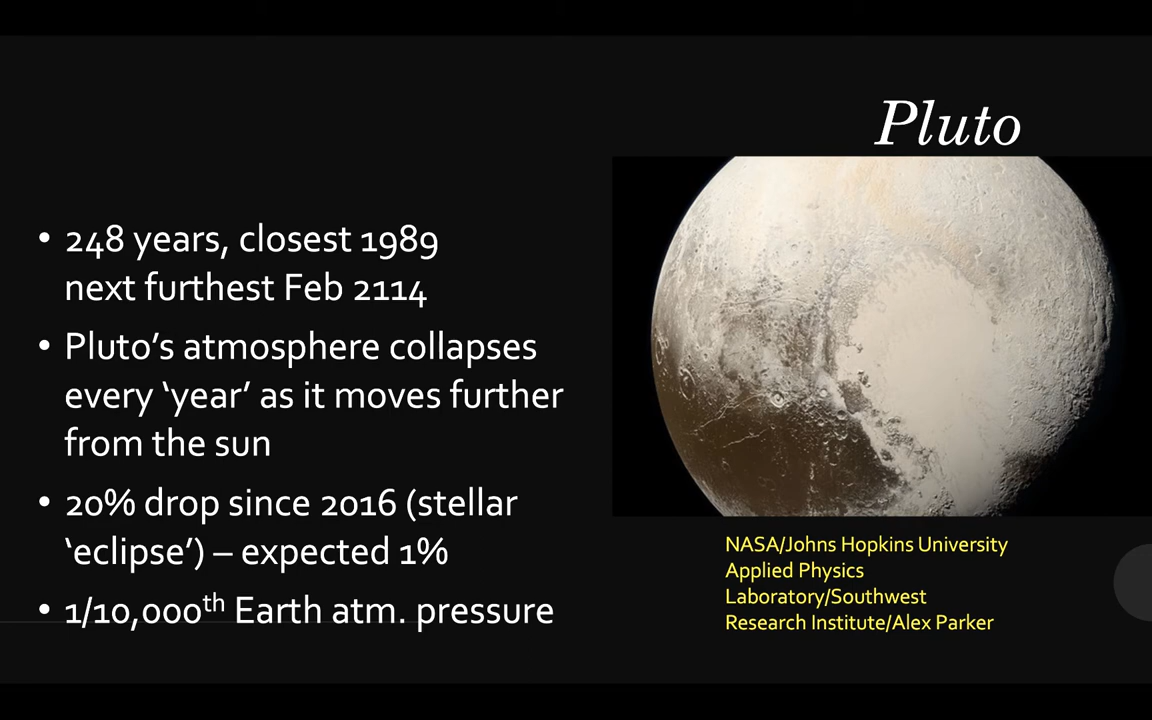 Pluto
• 248 years, closest 1989
next furthest Feb 2114
• Pluto’s atmosphere collapses
every ‘year’ as it moves further
from the sun
• 20% drop since 2016 (stellar
‘eclipse’) – expected 1%
• 1/10,000th Earth atm. pressure
NASA/Johns Hopkins University
Applied Physics
Laboratory/Southwest
Research Institute/Alex Parker